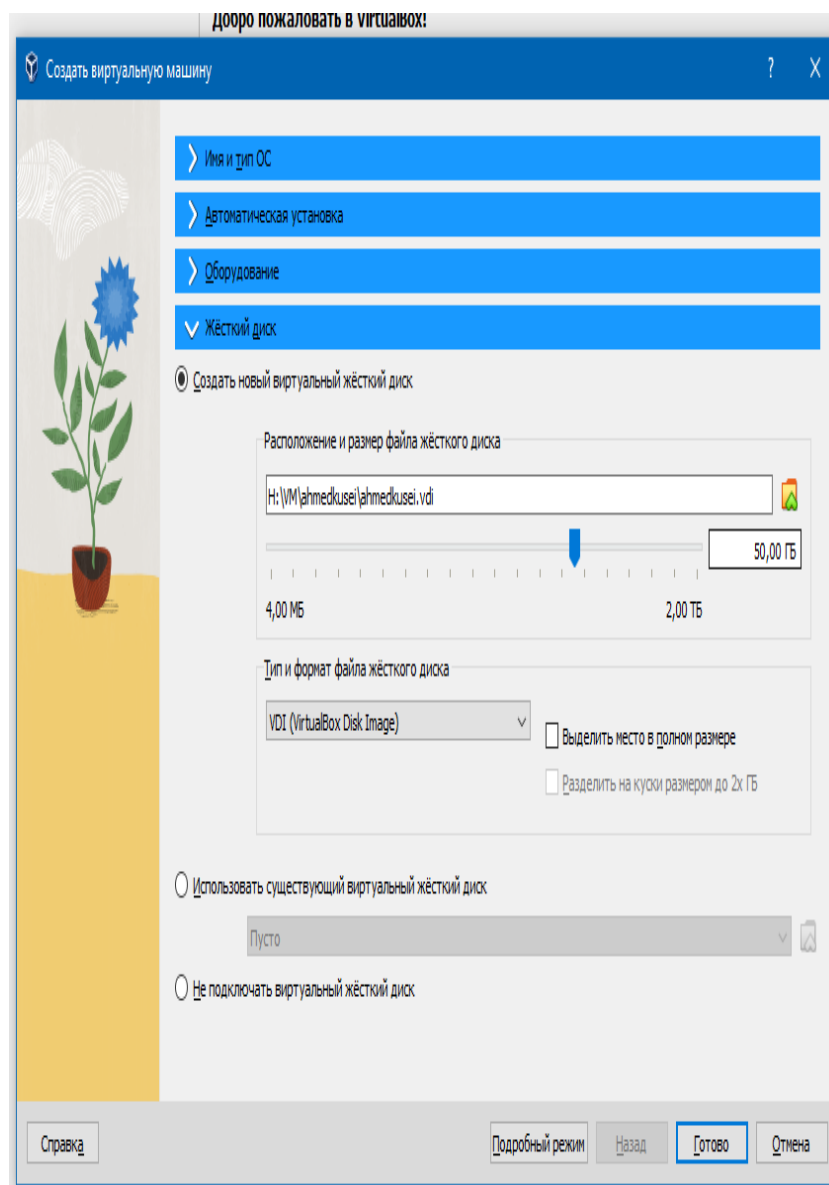 Добро пожаловать в VirtualBox!
Создать виртуальную машину
Имя и тип ОС
Автоматическая установка
Оборудование
Жёсткий диск
Создать новый виртуальный жёсткий диск
Расположение и размер файла жёсткого диска
H:\VM\ahmedkusei\ahmedkusei.vdi
50,00 ГБ
4,00 МБ 2,00 ТБ
Тип и формат файла жёсткого диска
VDI (VirtualBox Disk Image)
Выделить место в полном размере
Разделить на куски размером до 2х ГБ
Использовать существующий виртуальный жёсткий диск
Пусто
Не подключать виртуальный жёсткий диск
Справка Подробный режим Назад Готово Отмена